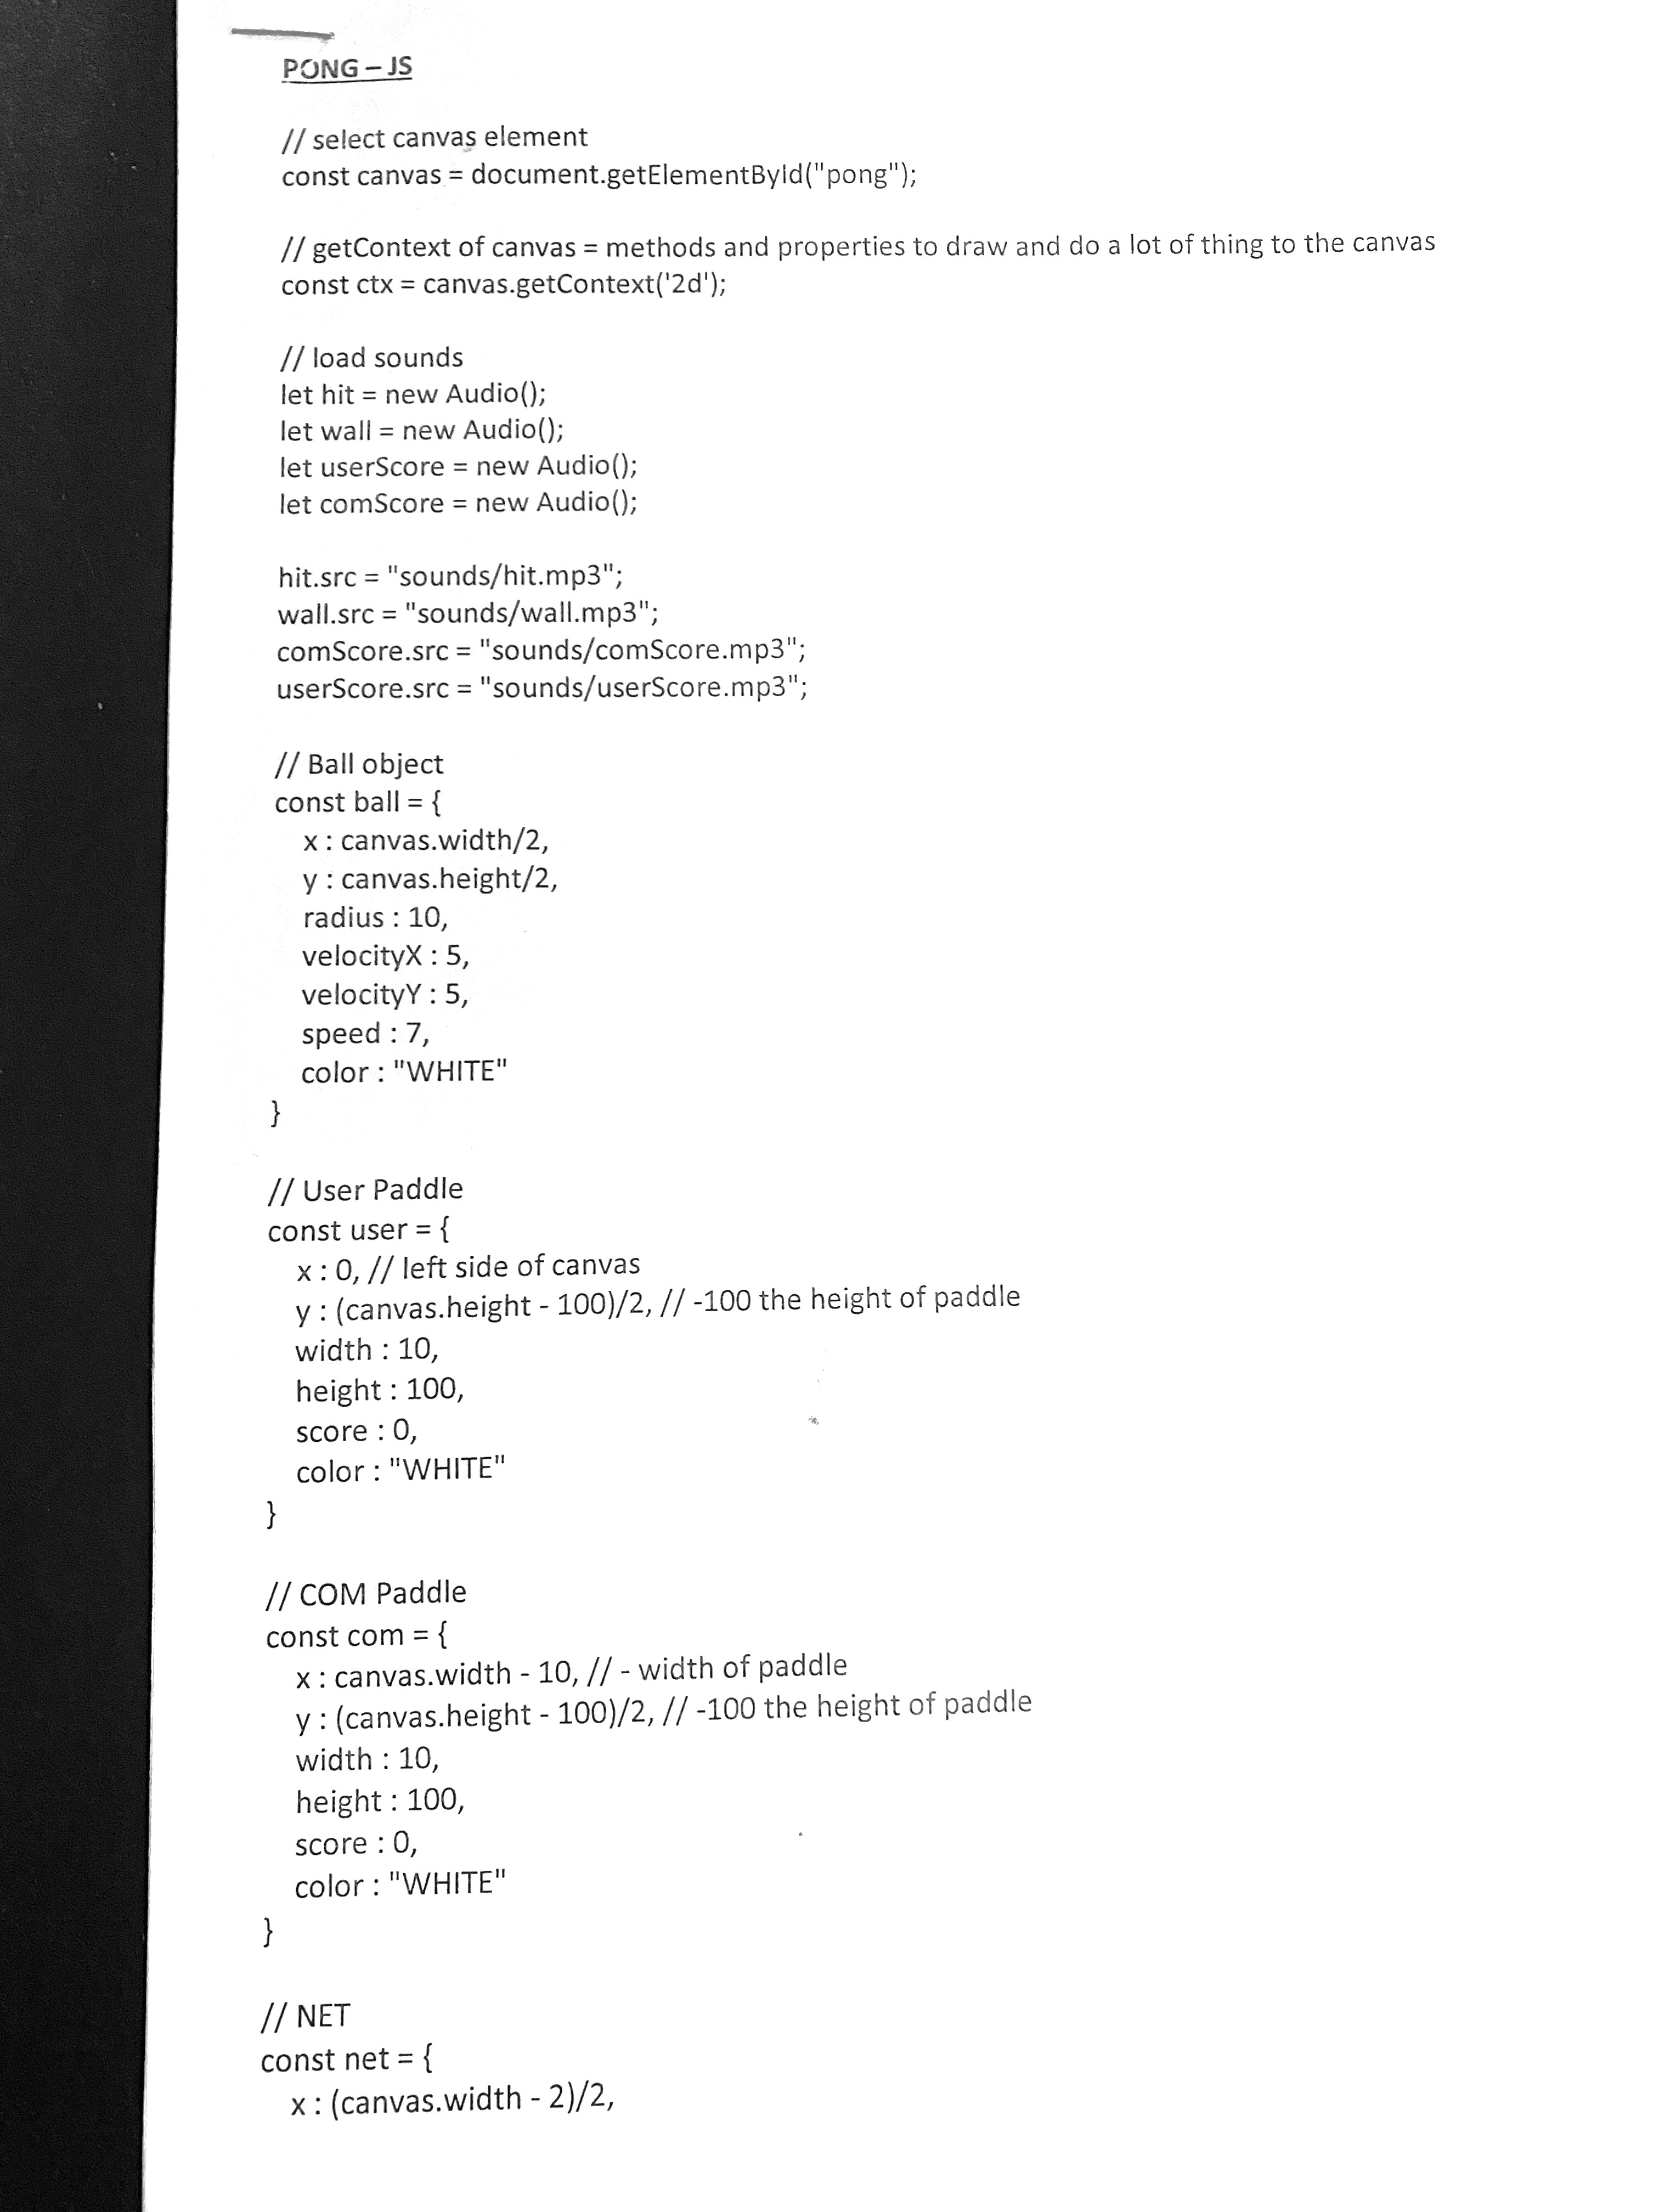 PONG – JS
// select canvas element
const canvas = document.getElementById("pong");
// getContext of canvas = methods and properties to draw and do a lot of thing to the canvas
const ctx = canvas.getContext('2d');
// load sounds
let hit = new Audio();
let wall = new Audio();
let userScore = new Audio();
let comScore = new Audio();
hit.src = "sounds/hit.mp3";
wall.src = "sounds/wall.mp3";
comScore.src = "sounds/comScore.mp3";
userScore.src = "sounds/userScore.mp3";
// Ball object
const ball = {
x : canvas.width/2,
y : canvas.height/2,
radius : 10,
velocityX : 5,
velocityY : 5,
speed : 7,
color : "WHITE"
}
// User Paddle
const user = {
x : 0, // left side of canvas
y : (canvas.height - 100)/2, // -100 the height of paddle
width : 10,
height : 100,
score : 0,
color : "WHITE"
}
// COM Paddle
const com = {
x : canvas.width - 10, // - width of paddle
y : (canvas.height - 100)/2, // -100 the height of paddle
width : 10,
height : 100,
score : 0,
color : "WHITE"
}
// NET
const net = {
x : (canvas.width - 2)/2,